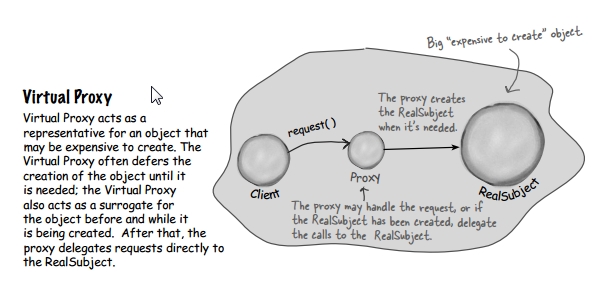 Virtual Proxy
Virtual Proxy acts as a
representative for an object that
may be expensive to create. The
Virtual Proxy often defers the
creation of the object until it
is needed; the Virtual Proxy
also acts as a surrogate for
the object before and while it
is being created. After that, the
proxy delegates requests directly to
the RealSubject.
Big "expensive to create" object.
The proxy creates
the RealSubject
when it's needed.
request()
Client
Proxy
RealSubject
The proxy may handle the request, or if
the RealSubject has been created, delegate
the calls to the RealSubject.